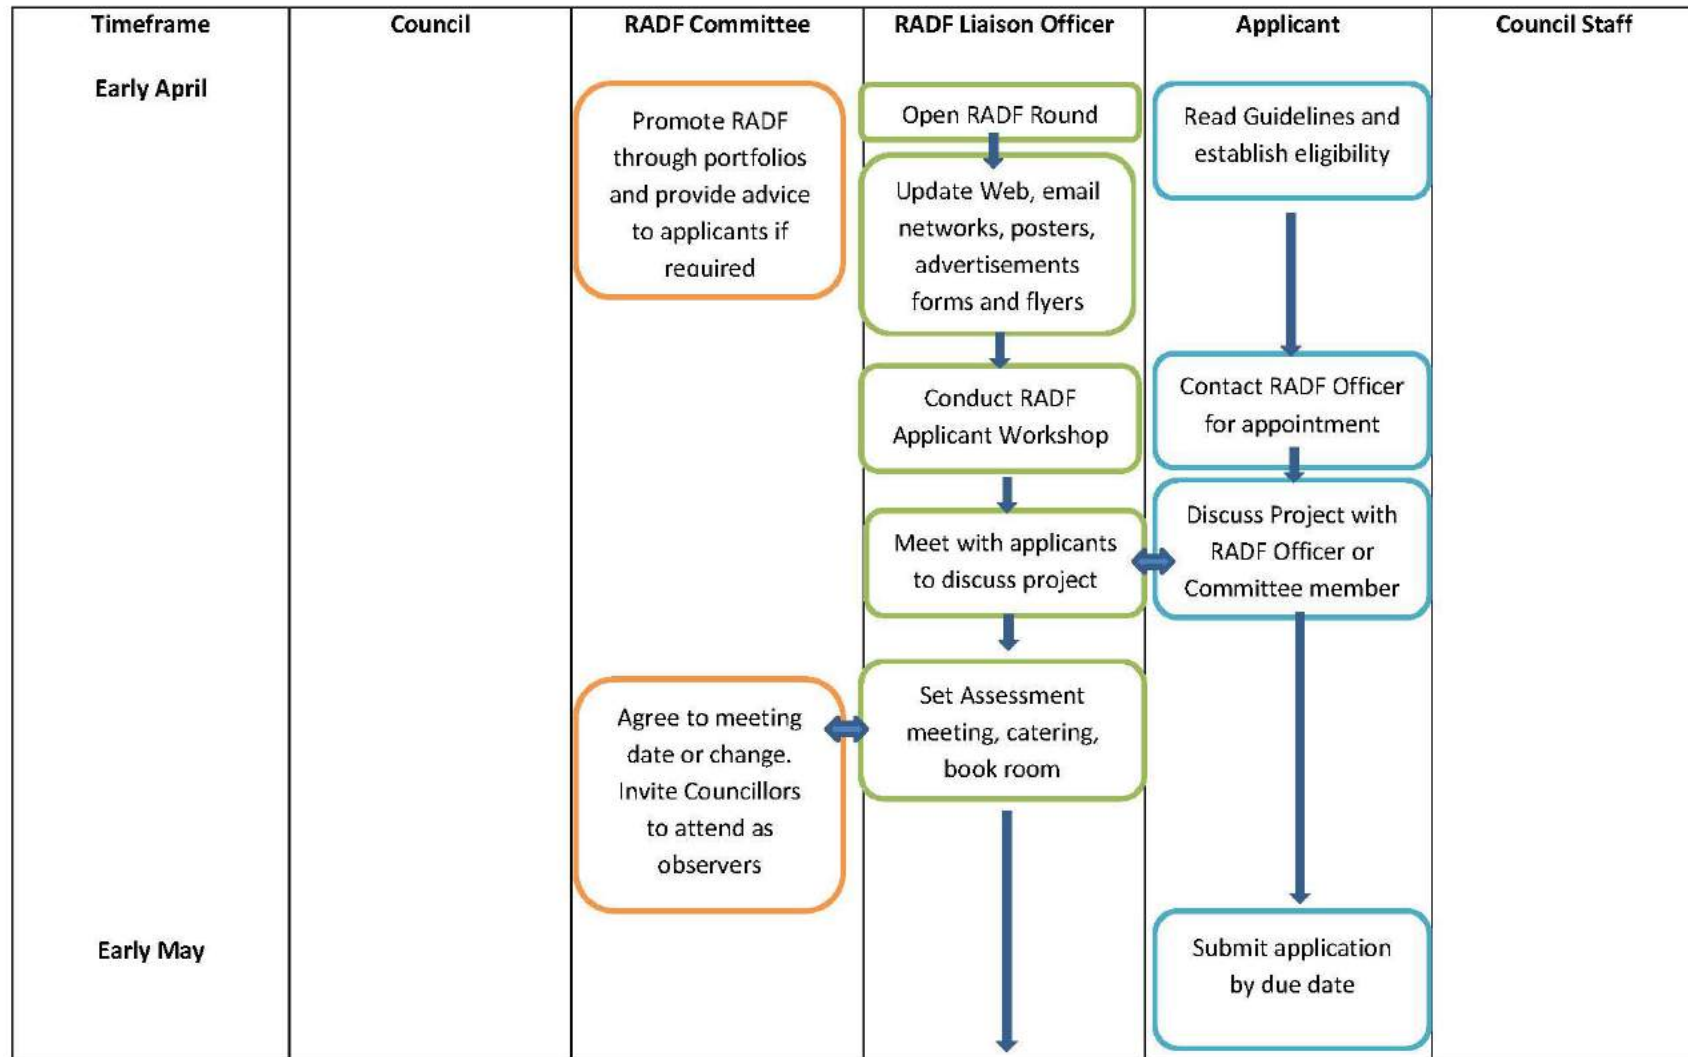 Timeframe
Council
RADF Committee
RADF Liaison Officer
Applicant
Council Staff
Early April
Promote RADF
through portfolios
and provide advice
to applicants if
required
Open RADF Round
Update Web, email
networks, posters,
advertisements
forms and flyers
Conduct RADF
Applicant Workshop
Meet with applicants
to discuss project
Read Guidelines and
establish eligibility
Contact RADF Officer
for appointment
Discuss Project with
RADF Officer or
Committee member
Agree to meeting
date or change.
Invite Councillors
to attend as
observers
Set Assessment
meeting, catering,
book room
Early May
Submit application
by due date